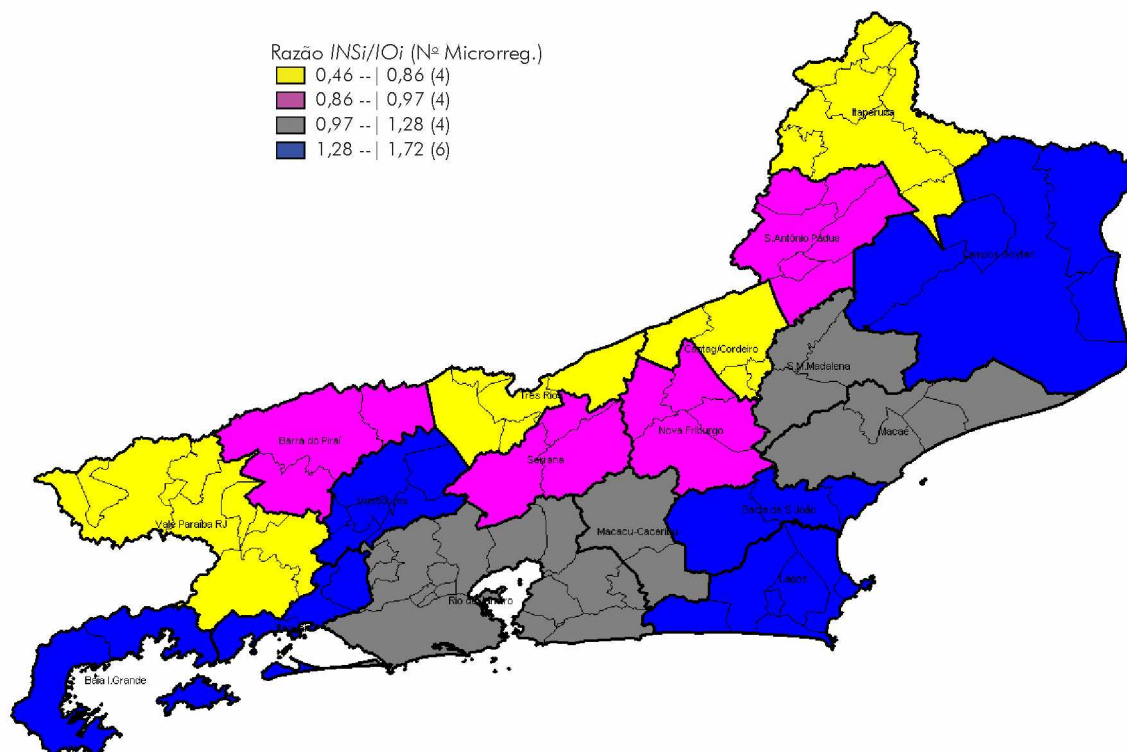 Razão INSi/IOi (Nº Microrreg.)
0,46 --| 0,86 (4)
0,86 --| 0,97 (4)
0,97 --| 1,28 (4)
1,28 --| 1,72 (6)
Itaperuna
S.Antônio Pádua
Cantag/Cordeiro
S.M.Madalena
Três Rios
Macaé
Nova Friburgo
Barra do Piraí
Serrana
Vale Paraíba RJ
Macacu-Caceribu
Bacia de S.João
Lagos
Rio de Janeiro
Baía I.Grande